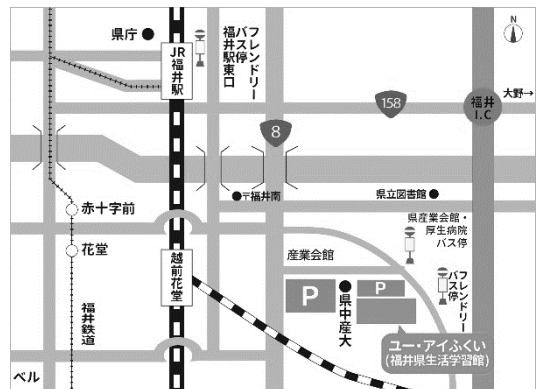 県庁
JR福井駅
フレンドリーバス停
福井駅東口
N
158
大野→
福井
I.C
8
〒福井南
県立図書館
赤十字前
花堂
越前花堂
県産業会館・
厚生病院
バス停
産業会館
P
県中産大
P
フレンドリーバス停
福井鉄道
ユー・アイふくい
(福井県生活学習館)
ベル